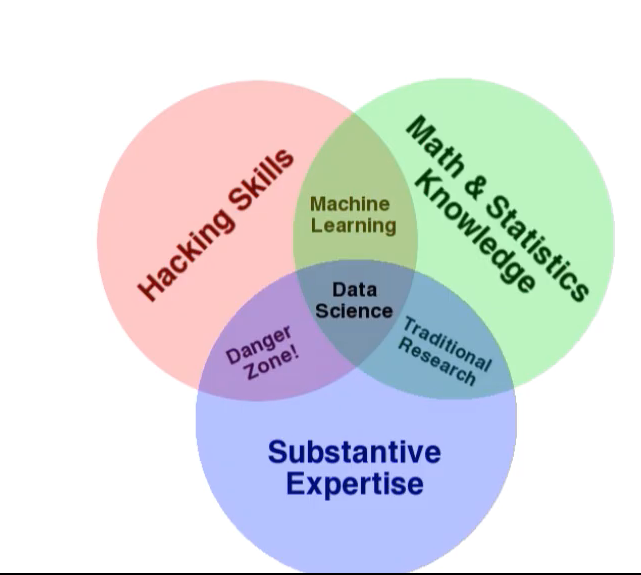 Hacking Skills
Math & Statistics
Knowledge
Machine
Learning
Data
Science
Danger
Zone!
Traditional
Research
Substantive
Expertise